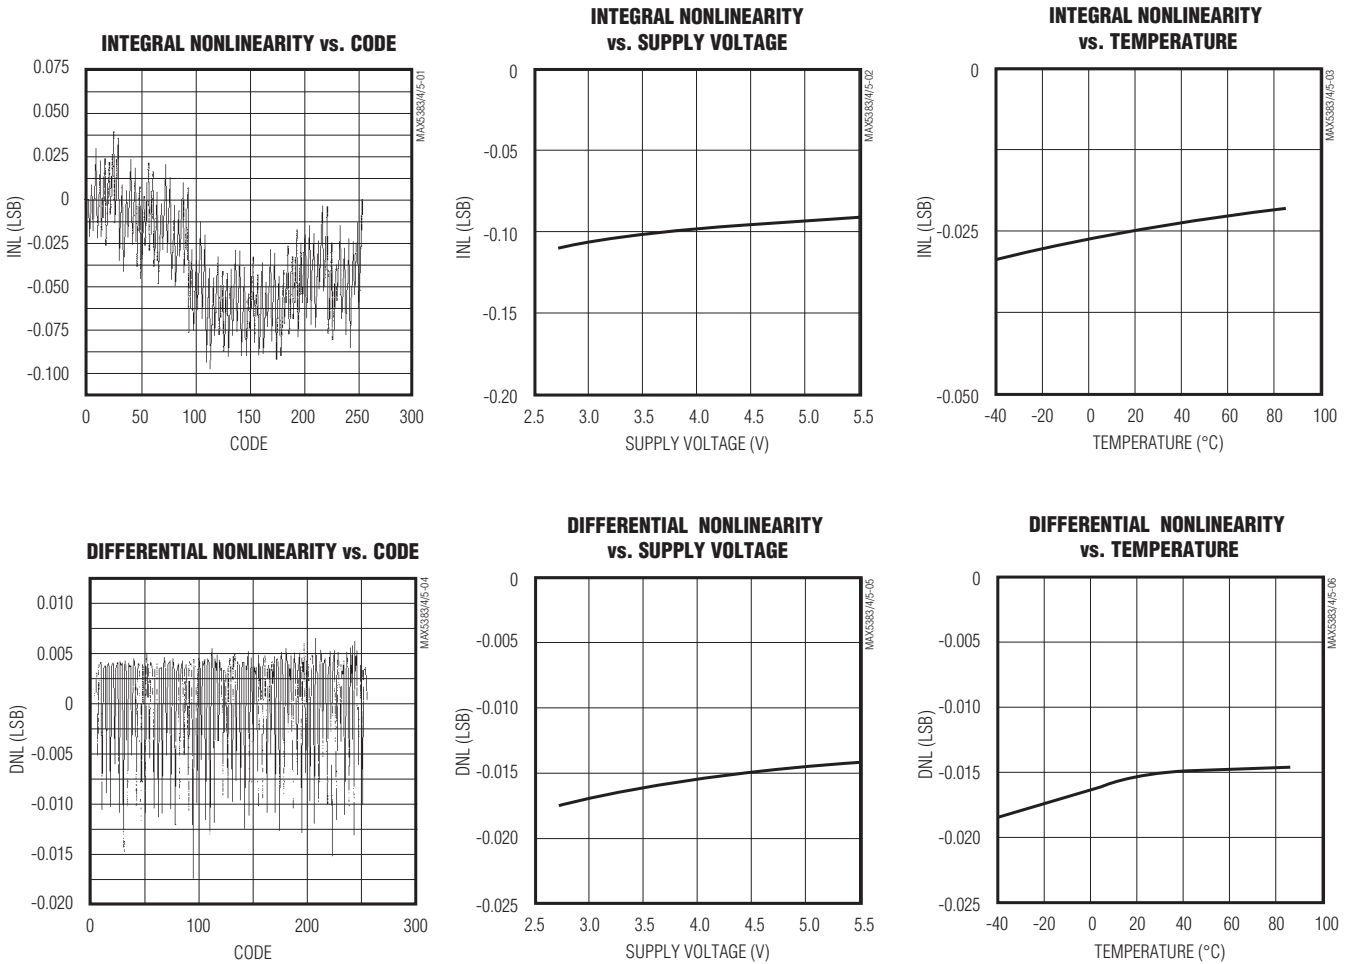 INTEGRAL NONLINEARITY vs. CODE
0.075
0.050
0.025
0
-0.025
-0.050
-0.075
-0.100
INL (LSB)
0 50 100 150 200 250 300
CODE
MAX5383/4/5-01
INTEGRAL NONLINEARITY
vs. SUPPLY VOLTAGE
0
-0.05
-0.10
-0.15
-0.20
INL (LSB)
2.5 3.0 3.5 4.0 4.5 5.0 5.5
SUPPLY VOLTAGE (V)
MAX5383/4/5-02
INTEGRAL NONLINEARITY
vs. TEMPERATURE
0
-0.025
-0.050
INL (LSB)
-40 -20 0 20 40 60 80 100
TEMPERATURE (°C)
MAX5383/4/5-03
DIFFERENTIAL NONLINEARITY vs. CODE
0.010
0.005
0
-0.005
-0.010
-0.015
-0.020
DNL (LSB)
0 100 200 300
CODE
MAX5383/4/5-04
DIFFERENTIAL NONLINEARITY
vs. SUPPLY VOLTAGE
0
-0.005
-0.010
-0.015
-0.020
-0.025
DNL (LSB)
2.5 3.0 3.5 4.0 4.5 5.0 5.5
SUPPLY VOLTAGE (V)
MAX5383/4/5-05
DIFFERENTIAL NONLINEARITY
vs. TEMPERATURE
0
-0.005
-0.010
-0.015
-0.020
-0.025
DNL (LSB)
-40 -20 0 20 40 60 80 100
TEMPERATURE (°C)
MAX5383/4/5-06